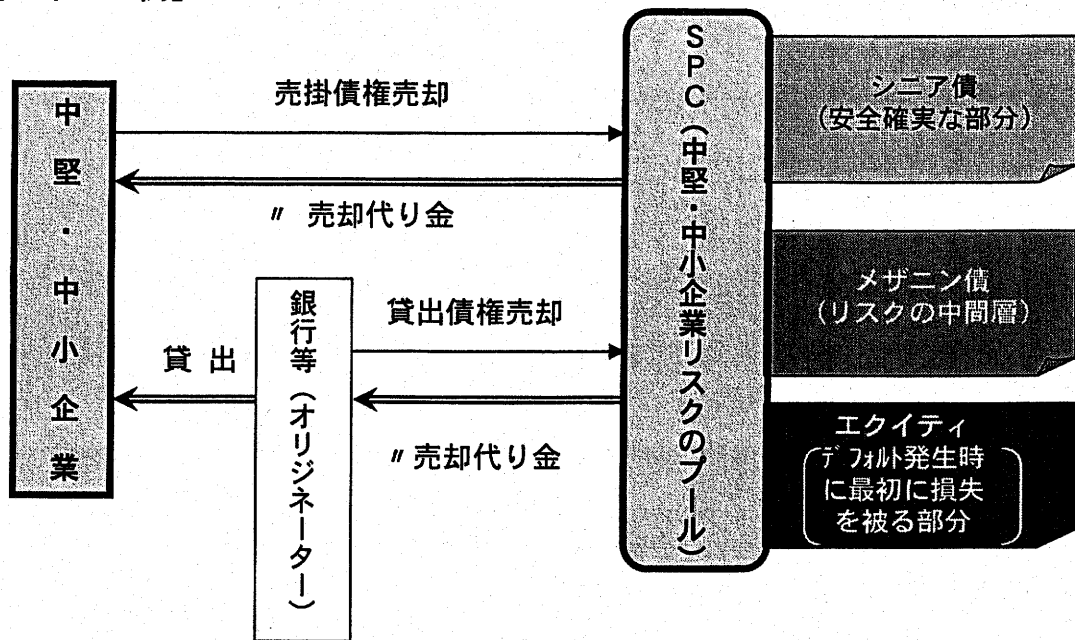 中堅・中小企業
売掛債権売却
〃 売却代り金
銀行等（オリジネーター）
貸出債権売却
貸 出
〃売却代り金
SPC（中堅・中小企業リスクのプール）
シニア債
（安全確実な部分）
メザニン債
（リスクの中間層）
エクイティ
デフォルト発生時
に最初に損失
を被る部分